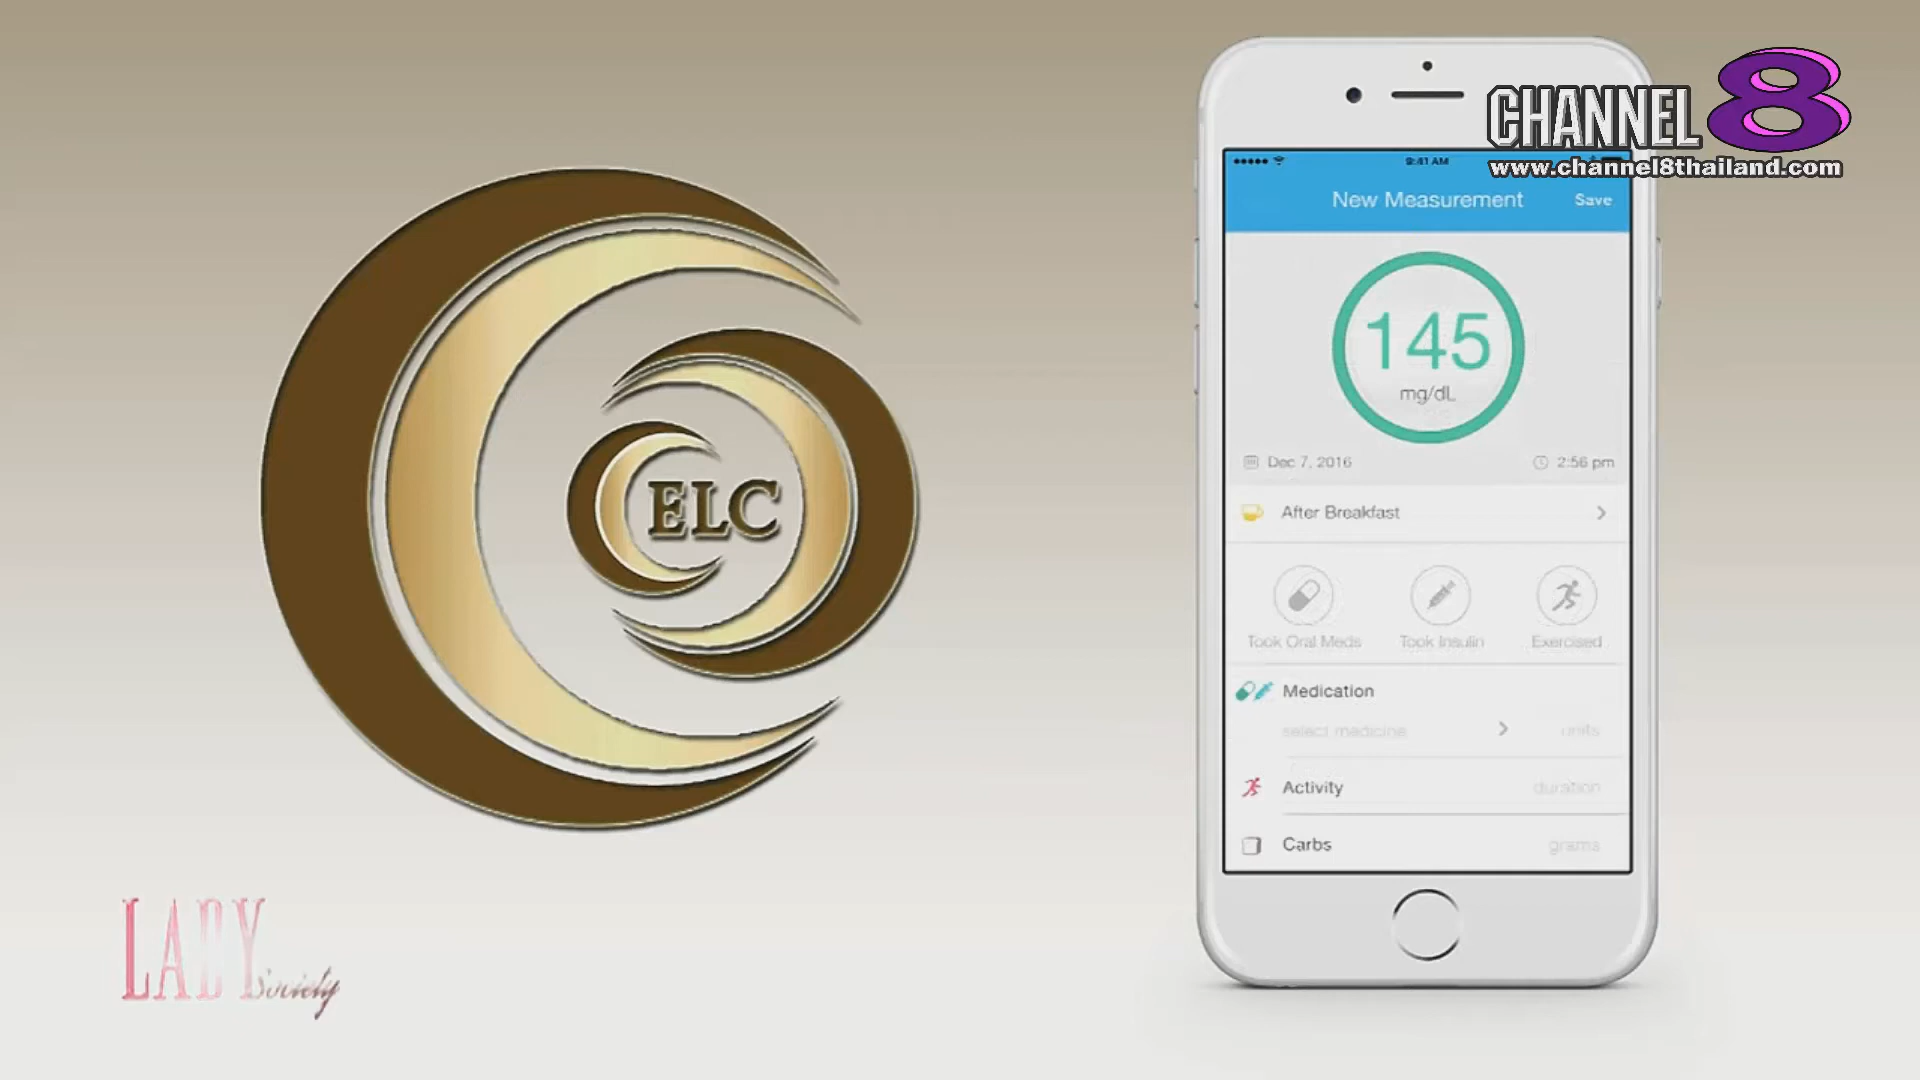 CHANNEL 8
www.channel8thailand.com
9:41 AM
New Measurement
Save
145
mg/dL
Dec 7, 2016
2:56 pm
After Breakfast
Took Oral Meds
Took Insulin
Exercised
Medication
select medicine
units
Activity
duration
Carbs
grams
ELC
LADY
Society